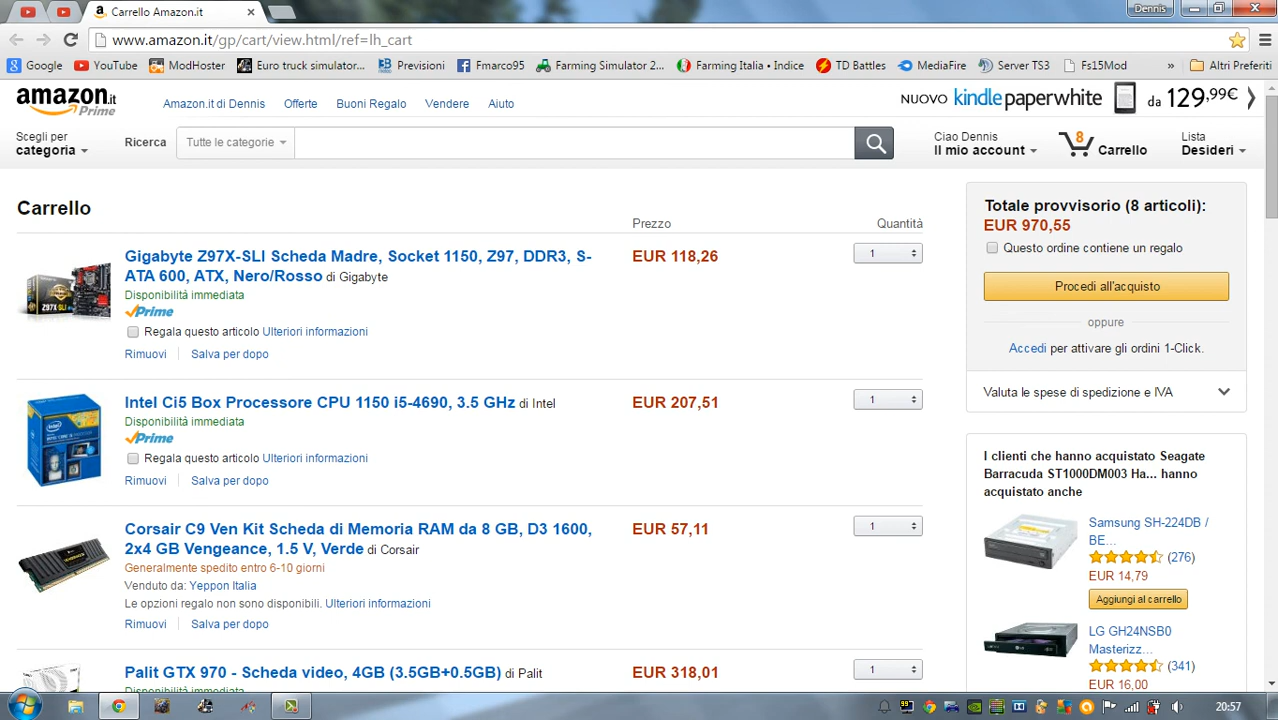 Carrello Amazon.it
Dennis
www.amazon.it/gp/cart/view.html/ref=lh_cart
Google YouTube ModHoster Euro truck simulator... Previsioni Fmarco95 Farming Simulator 2... Farming Italia • Indice TD Battles MediaFire Server TS3 Fs15Mod » Altri Preferiti
amazon.it Prime
Amazon.it di Dennis Offerte Buoni Regalo Vendere Aiuto
NUOVO kindle paperwhite da 129,99€
Scegli per categoria
Ricerca Tutte le categorie
Ciao Dennis
Il mio account
8 Carrello
Lista
Desideri
Carrello
Prezzo Quantità
Gigabyte Z97X-SLI Scheda Madre, Socket 1150, Z97, DDR3, S-
ATA 600, ATX, Nero/Rosso di Gigabyte
EUR 118,26 1
Disponibilità immediata
Prime
Regala questo articolo Ulteriori informazioni
Rimuovi Salva per dopo
Z97X-SLI
Intel Ci5 Box Processore CPU 1150 i5-4690, 3.5 GHz di Intel
EUR 207,51 1
Disponibilità immediata
Prime
Regala questo articolo Ulteriori informazioni
Rimuovi Salva per dopo
Corsair C9 Ven Kit Scheda di Memoria RAM da 8 GB, D3 1600,
2x4 GB Vengeance, 1.5 V, Verde di Corsair
EUR 57,11 1
Generalmente spedito entro 6-10 giorni
Venduto da: Yeppon Italia
Le opzioni regalo non sono disponibili. Ulteriori informazioni
Rimuovi Salva per dopo
Palit GTX 970 - Scheda video, 4GB (3.5GB+0.5GB) di Palit
EUR 318,01 1
Disponibilità immediata
Totale provvisorio (8 articoli):
EUR 970,55
Questo ordine contiene un regalo
Procedi all'acquisto
oppure
Accedi per attivare gli ordini 1-Click.
Valuta le spese di spedizione e IVA
I clienti che hanno acquistato Seagate
Barracuda ST1000DM003 Ha... hanno
acquistato anche
Samsung SH-224DB /
BE...
(276)
EUR 14,79
Aggiungi al carrello
LG GH24NSB0
Masterizz...
(341)
EUR 16,00
20:57